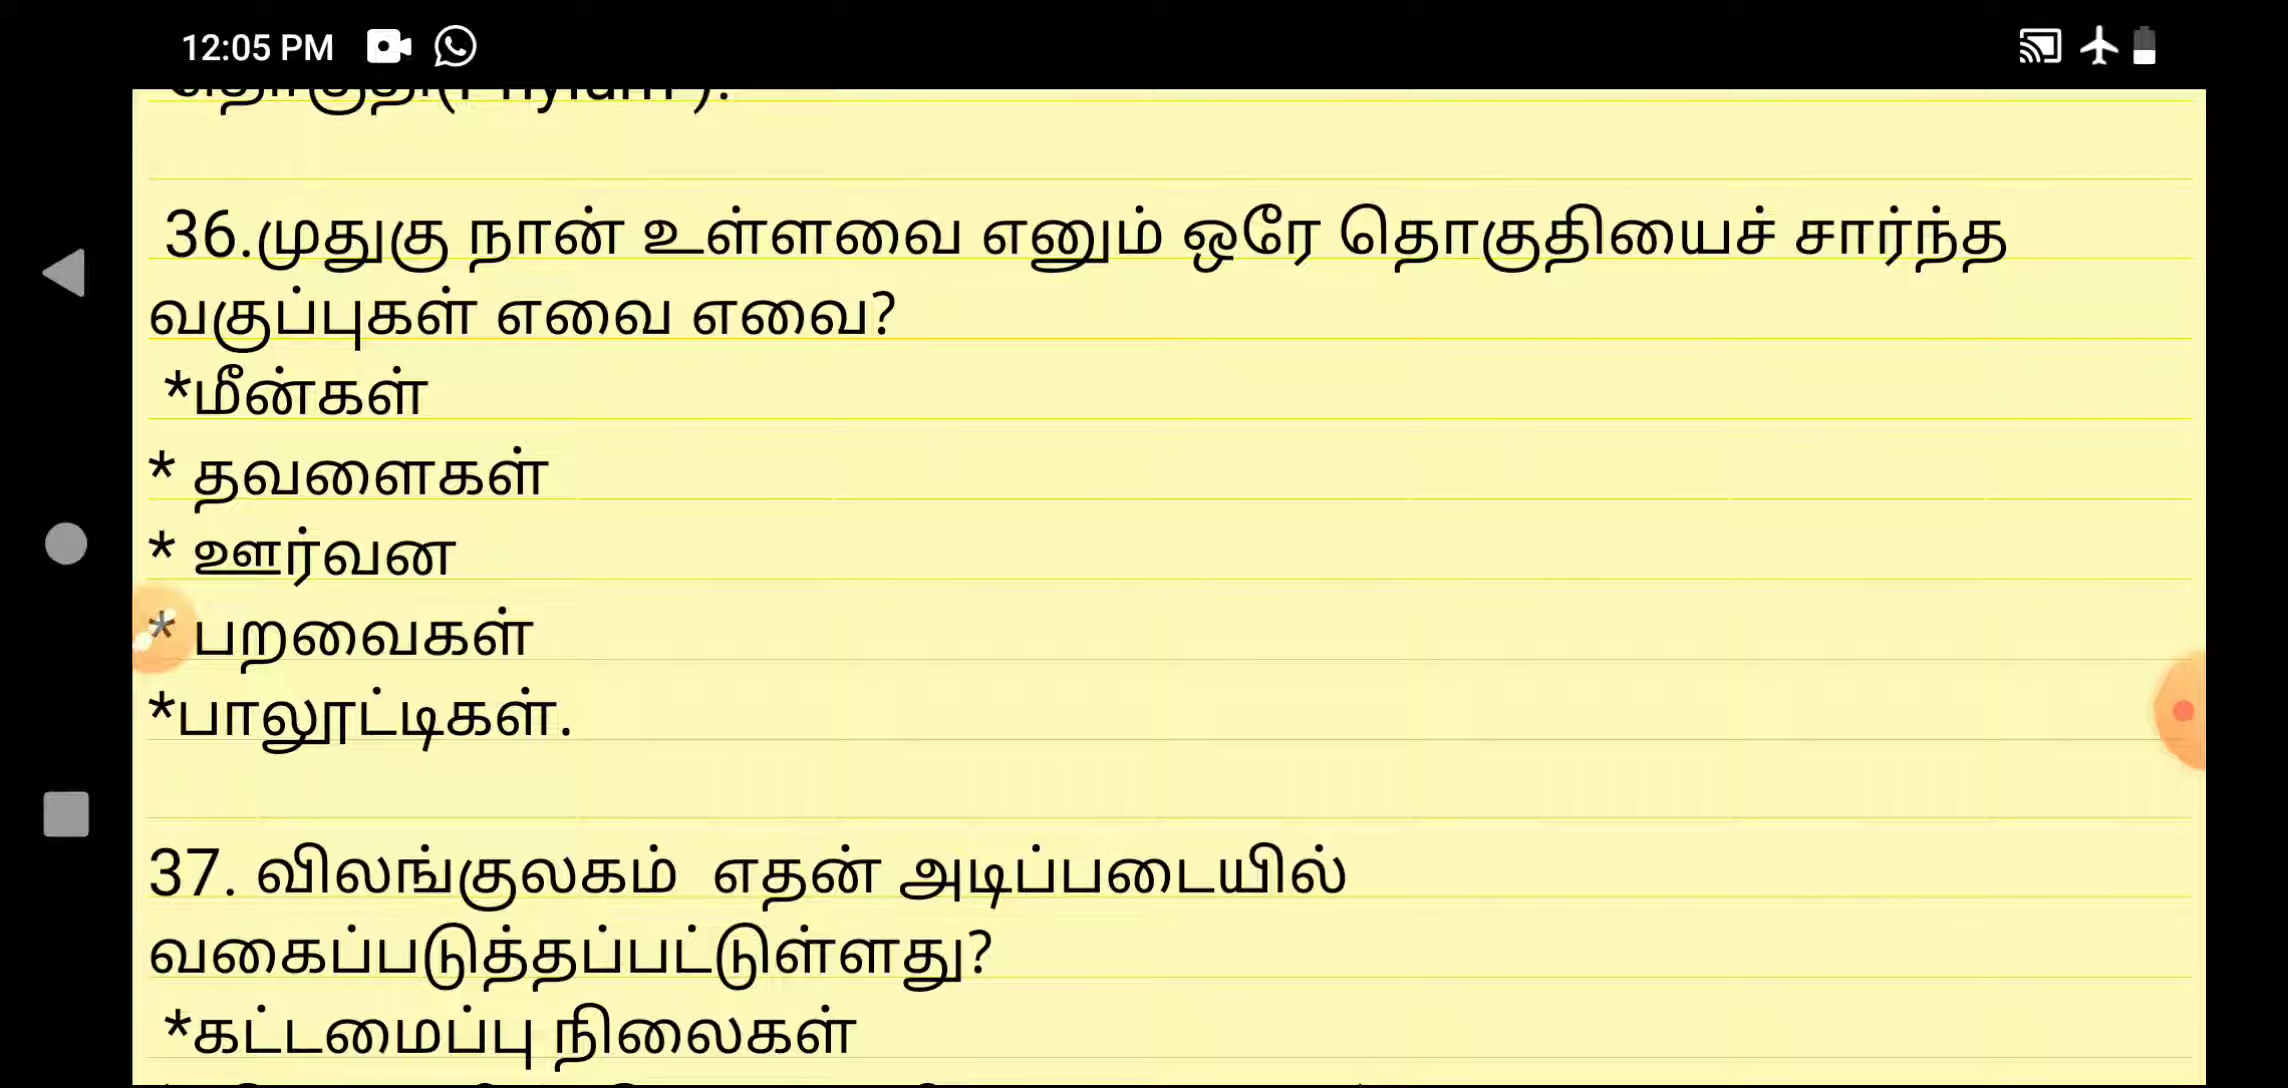 12:05 PM
36.முதுகு நான் உள்ளவை எனும் ஒரே தொகுதியைச் சார்ந்த
வகுப்புகள் எவை எவை?
*மீன்கள்
* தவளைகள்
* ஊர்வன
* பறவைகள்
*பாலூட்டிகள்.
37. விலங்குலகம் எதன் அடிப்படையில்
வகைப்படுத்தப்பட்டுள்ளது?
*கட்டமைப்பு நிலைகள்